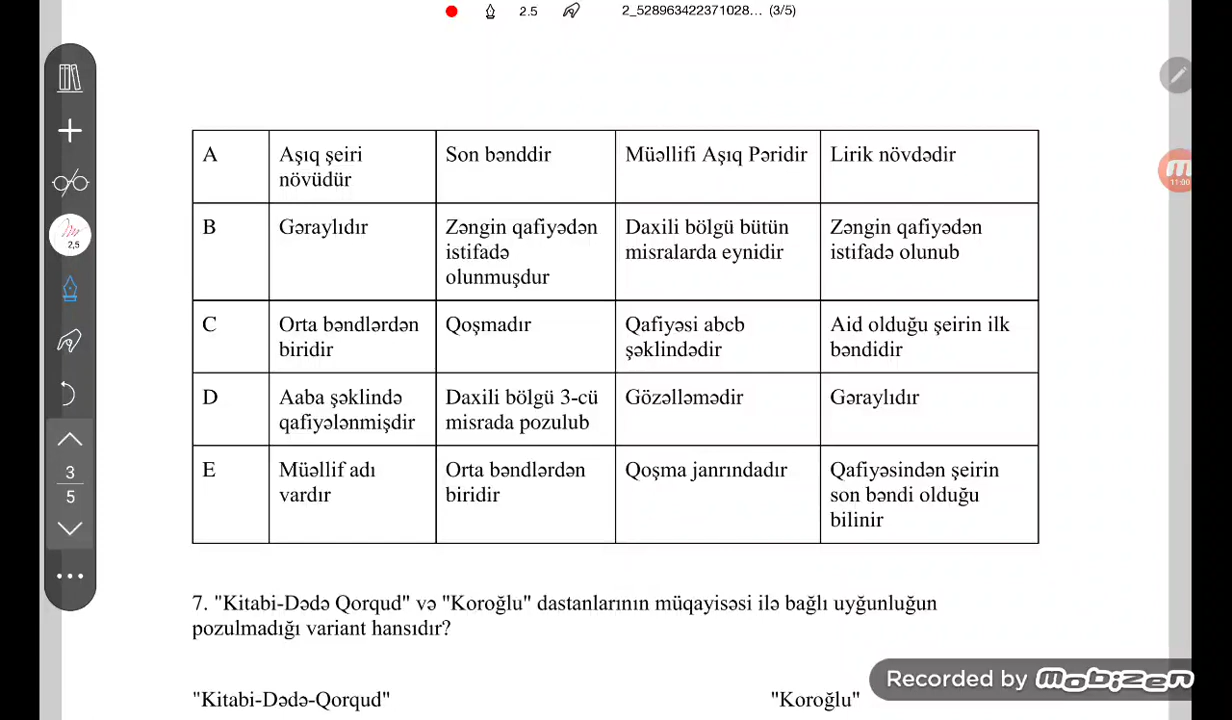 2.5 2_528963422371028... (3/5)
A Aşıq şeiri Son bənddir Müəllifi Aşıq Pəridir Lirik növdədir
növüdür
B Gəraylıdır Zəngin qafiyədən Daxili bölgü bütün Zəngin qafiyədən
istifadə misralarda eynidir istifadə olunub
olunmuşdur
C Orta bəndlərdən Qoşmadır Qafiyəsi abcb Aid olduğu şeirin ilk
biridir şəklindədir bəndidir
D Aaba şəklində Daxili bölgü 3-cü Gözəlləmədir Gəraylıdır
qafiyələnmişdir misrada pozulub
E Müəllif adı Orta bəndlərdən Qoşma janrındadır Qafiyəsindən şeirin
vardır biridir son bəndi olduğu
bilinir
7. "Kitabi-Dədə Qorqud" və "Koroğlu" dastanlarının müqayisəsi ilə bağlı uyğunluğun
pozulmadığı variant hansıdır?
"Kitabi-Dədə-Qorqud" "Koroğlu"
2,5
3
5
11:00
Recorded by mobizen